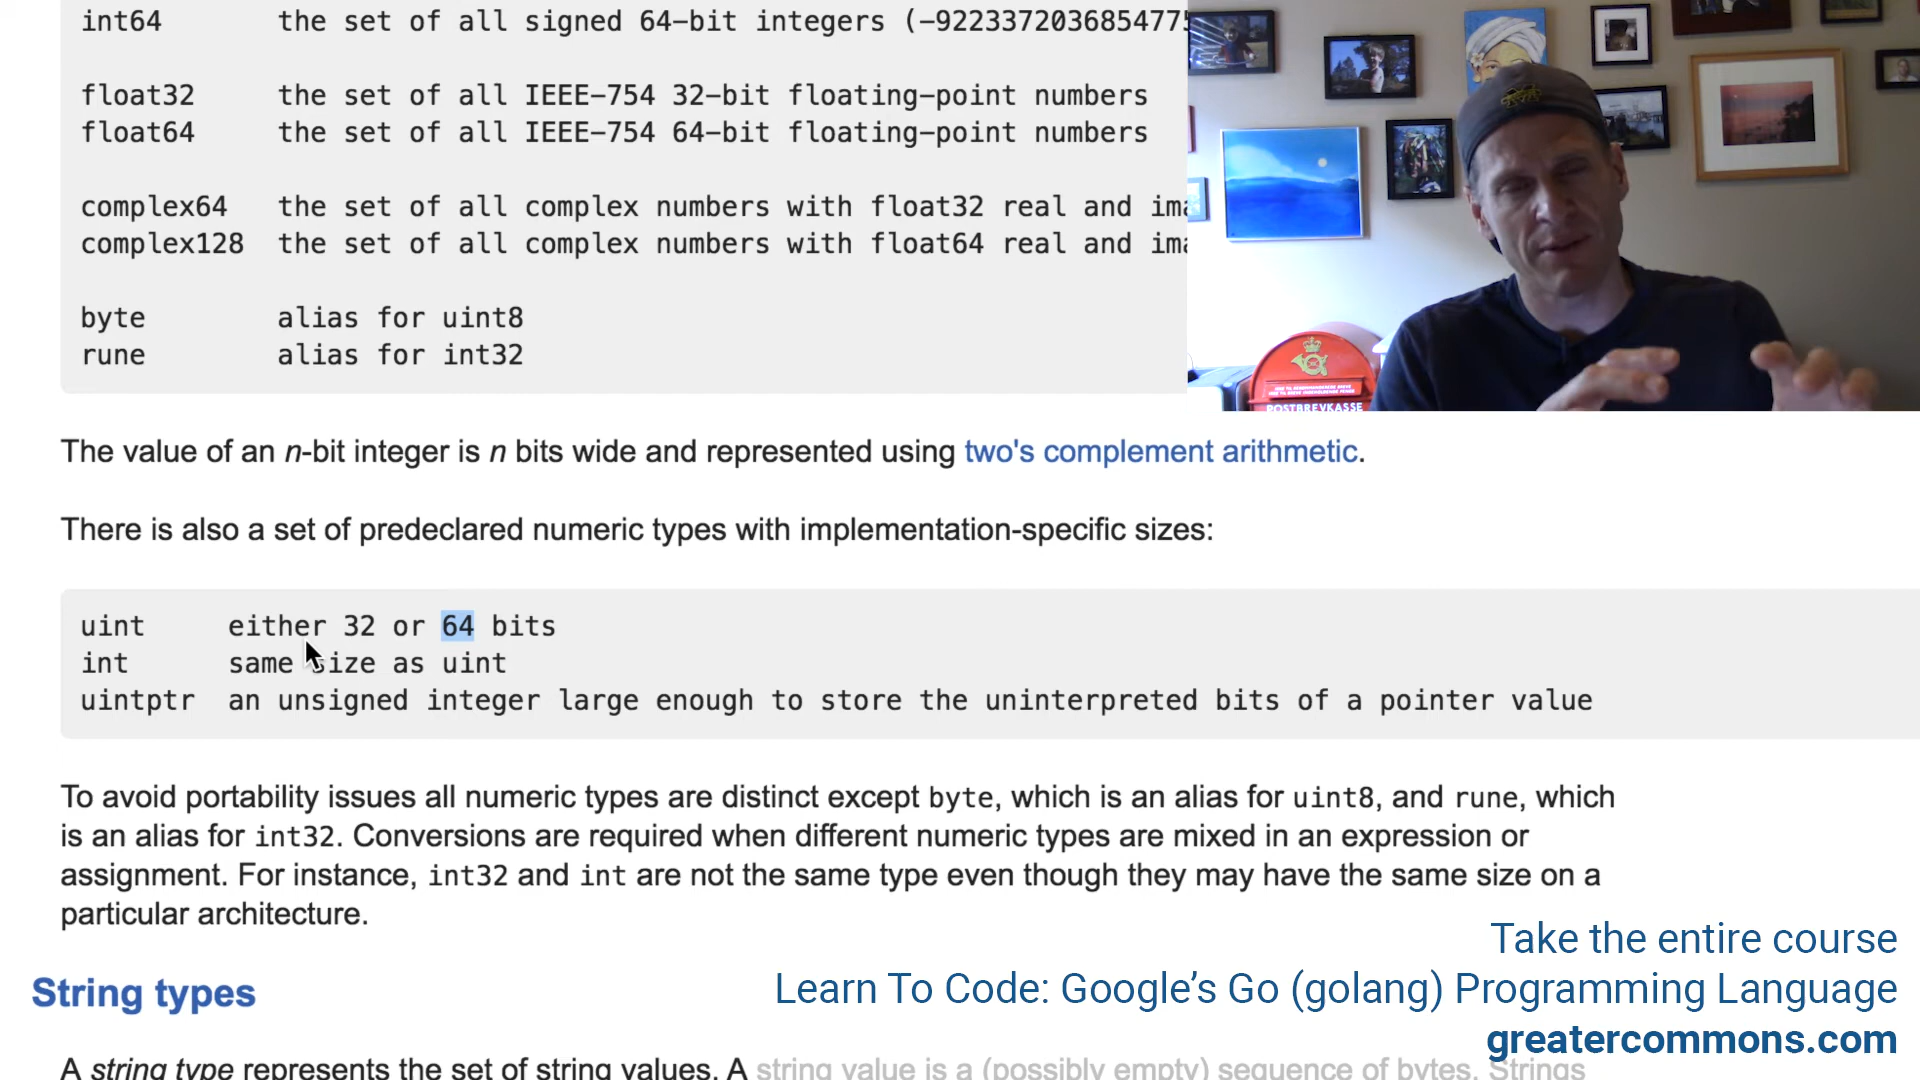 int64 the set of all signed 64-bit integers (-922337203685477
float32 the set of all IEEE-754 32-bit floating-point numbers
float64 the set of all IEEE-754 64-bit floating-point numbers
complex64 the set of all complex numbers with float32 real and ima
complex128 the set of all complex numbers with float64 real and ima
byte alias for uint8
rune alias for int32
POSTBREVKASSE
The value of an n-bit integer is n bits wide and represented using two's complement arithmetic.
There is also a set of predeclared numeric types with implementation-specific sizes:
uint either 32 or 64 bits
int same size as uint
uintptr an unsigned integer large enough to store the uninterpreted bits of a pointer value
To avoid portability issues all numeric types are distinct except byte, which is an alias for uint8, and rune, which
is an alias for int32. Conversions are required when different numeric types are mixed in an expression or
assignment. For instance, int32 and int are not the same type even though they may have the same size on a
particular architecture.
Take the entire course
String types
Learn To Code: Google’s Go (golang) Programming Language
greatercommons.com
A string type represents the set of string values. A string value is a (possibly empty) sequence of bytes. Strings